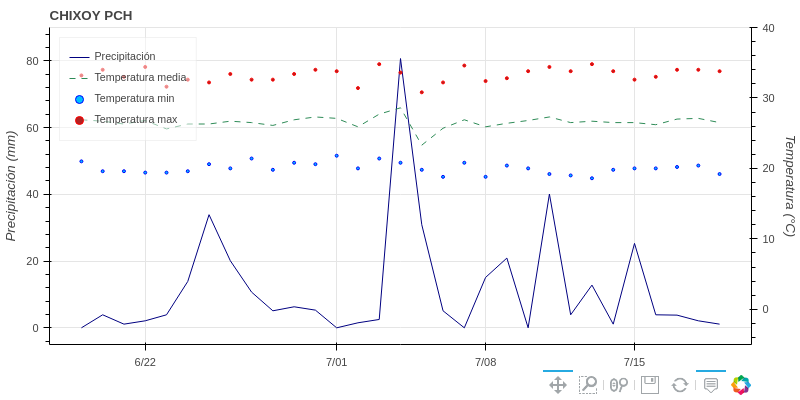 CHIXOY PCH
Precipitación
Temperatura media
Temperatura min
Temperatura max
Precipitación (mm)
80
60
40
20
0
40
30
20
10
0
Temperatura (°C)
6/22 7/01 7/08 7/15